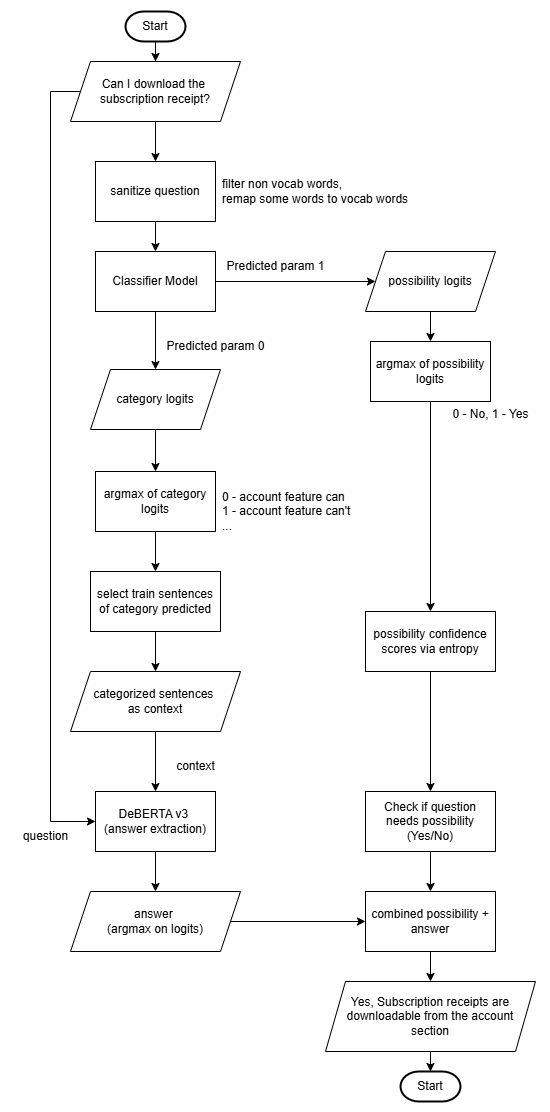 Start
Can I download the
subscription receipt?
sanitize question
filter non vocab words,
remap some words to vocab words
Classifier Model
Predicted param 1
possibility logits
Predicted param 0
argmax of possibility
logits
0 - No, 1 - Yes
category logits
argmax of category
logits
0 - account feature can
1 - account feature can't
...
select train sentences
of category predicted
possibility confidence
scores via entropy
categorized sentences
as context
context
DeBERTA v3
(answer extraction)
question
Check if question
needs possibility
(Yes/No)
answer
(argmax on logits)
combined possibility +
answer
Yes, Subscription receipts are
downloadable from the account
section
Start